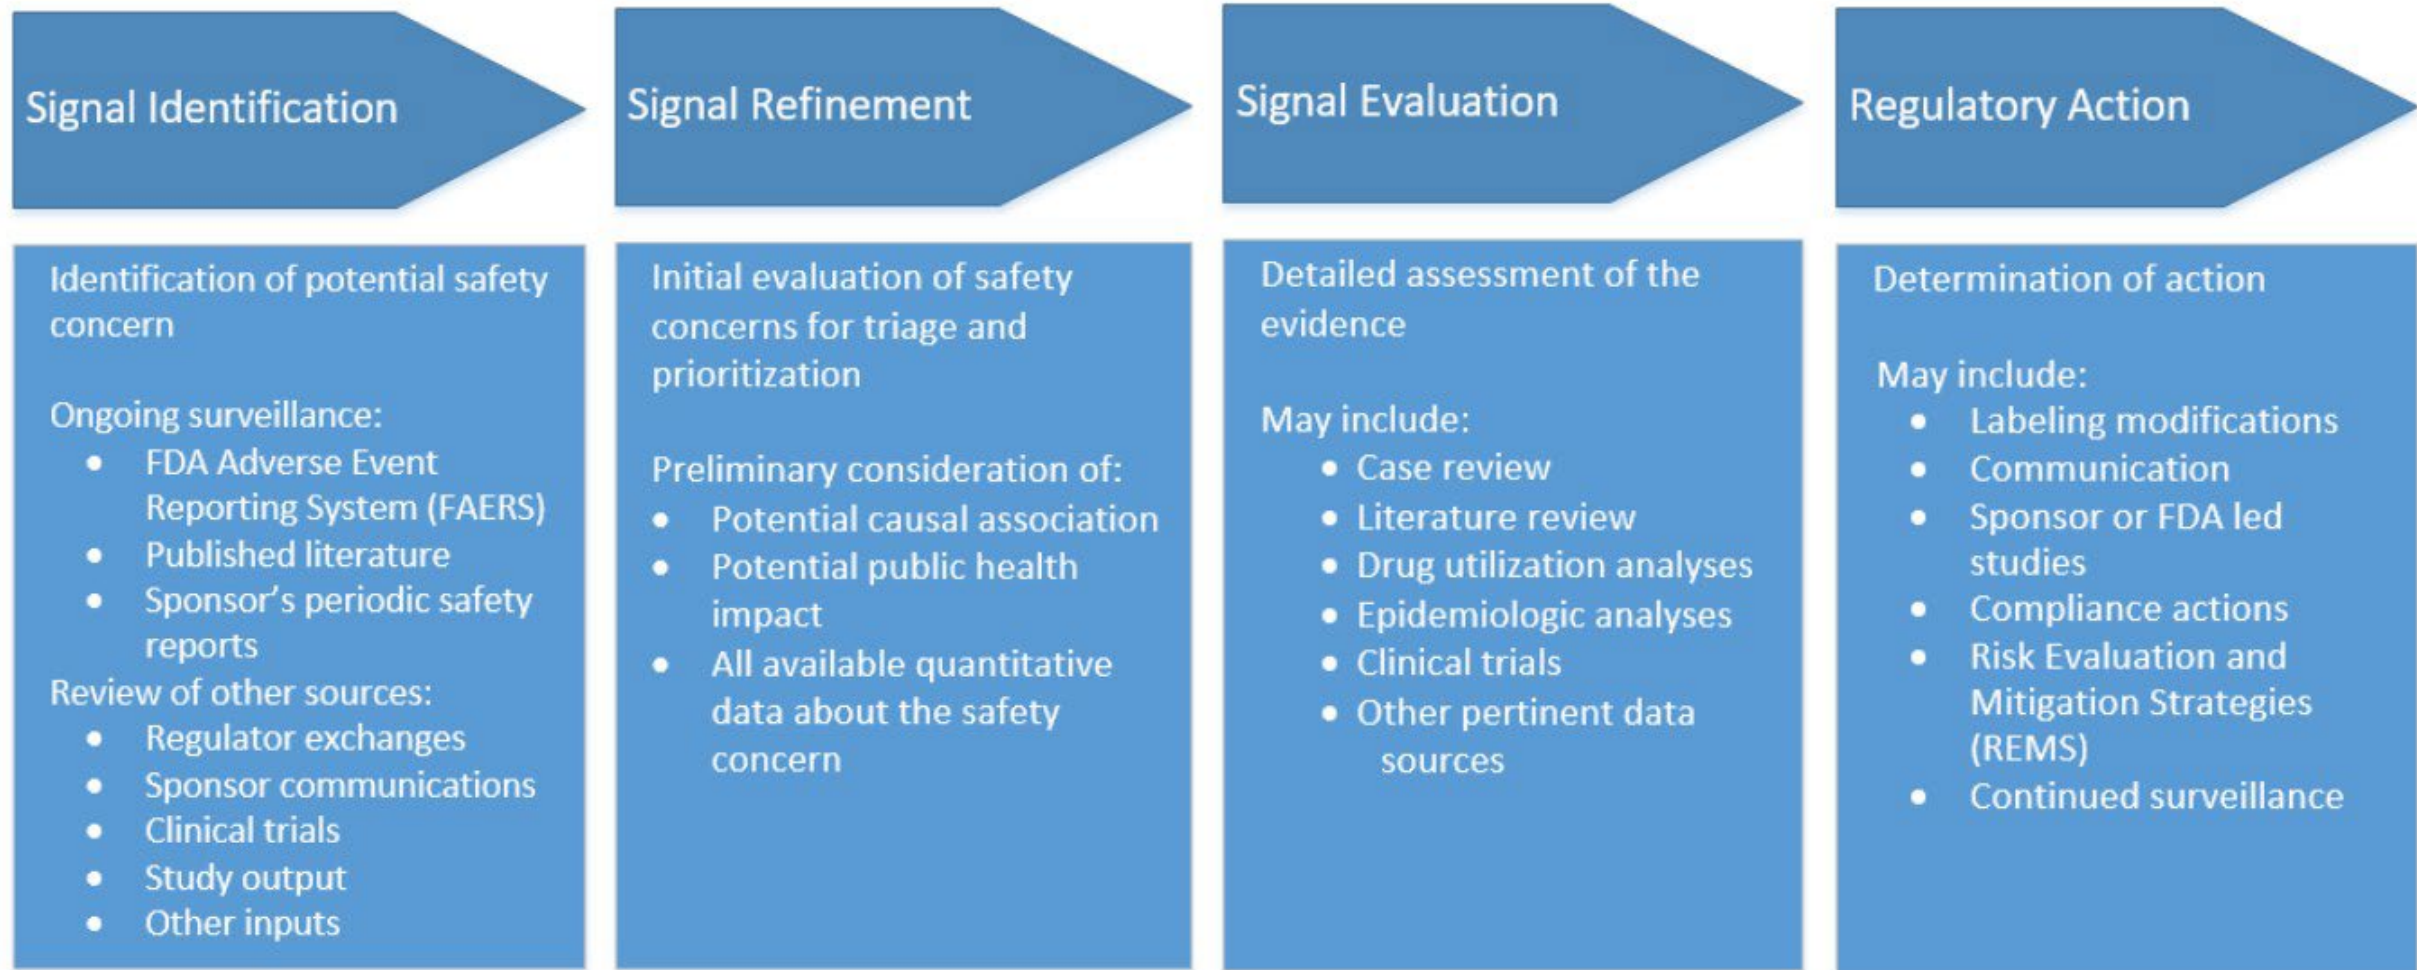 Signal Identification
Signal Refinement
Signal Evaluation
Regulatory Action
Identification of potential safety
concern
Ongoing surveillance:
• FDA Adverse Event
Reporting System (FAERS)
• Published literature
• Sponsor's periodic safety
reports
Review of other sources:
• Regulator exchanges
• Sponsor communications
• Clinical trials
• Study output
• Other inputs
Initial evaluation of safety
concerns for triage and
prioritization
Preliminary consideration of:
• Potential causal association
• Potential public health
impact
• All available quantitative
data about the safety
concern
Detailed assessment of the
evidence
May include:
• Case review
• Literature review
• Drug utilization analyses
• Epidemiologic analyses
• Clinical trials
• Other pertinent data
sources
Determination of action
May include:
• Labeling modifications
• Communication
• Sponsor or FDA led
studies
• Compliance actions
• Risk Evaluation and
Mitigation Strategies
(REMS)
• Continued surveillance